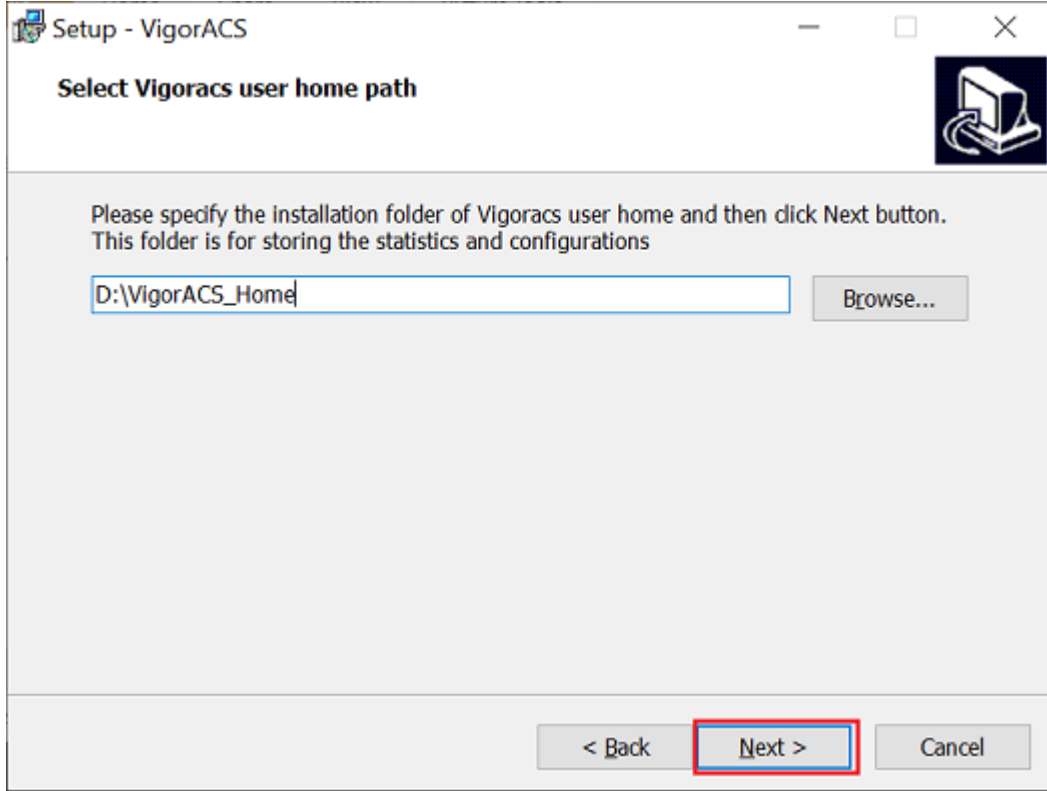 Setup - VigorACS
Select Vigoracs user home path
Please specify the installation folder of Vigoracs user home and then click Next button.
This folder is for storing the statistics and configurations
D:\VigorACS_Home
Browse...
< Back
Next >
Cancel